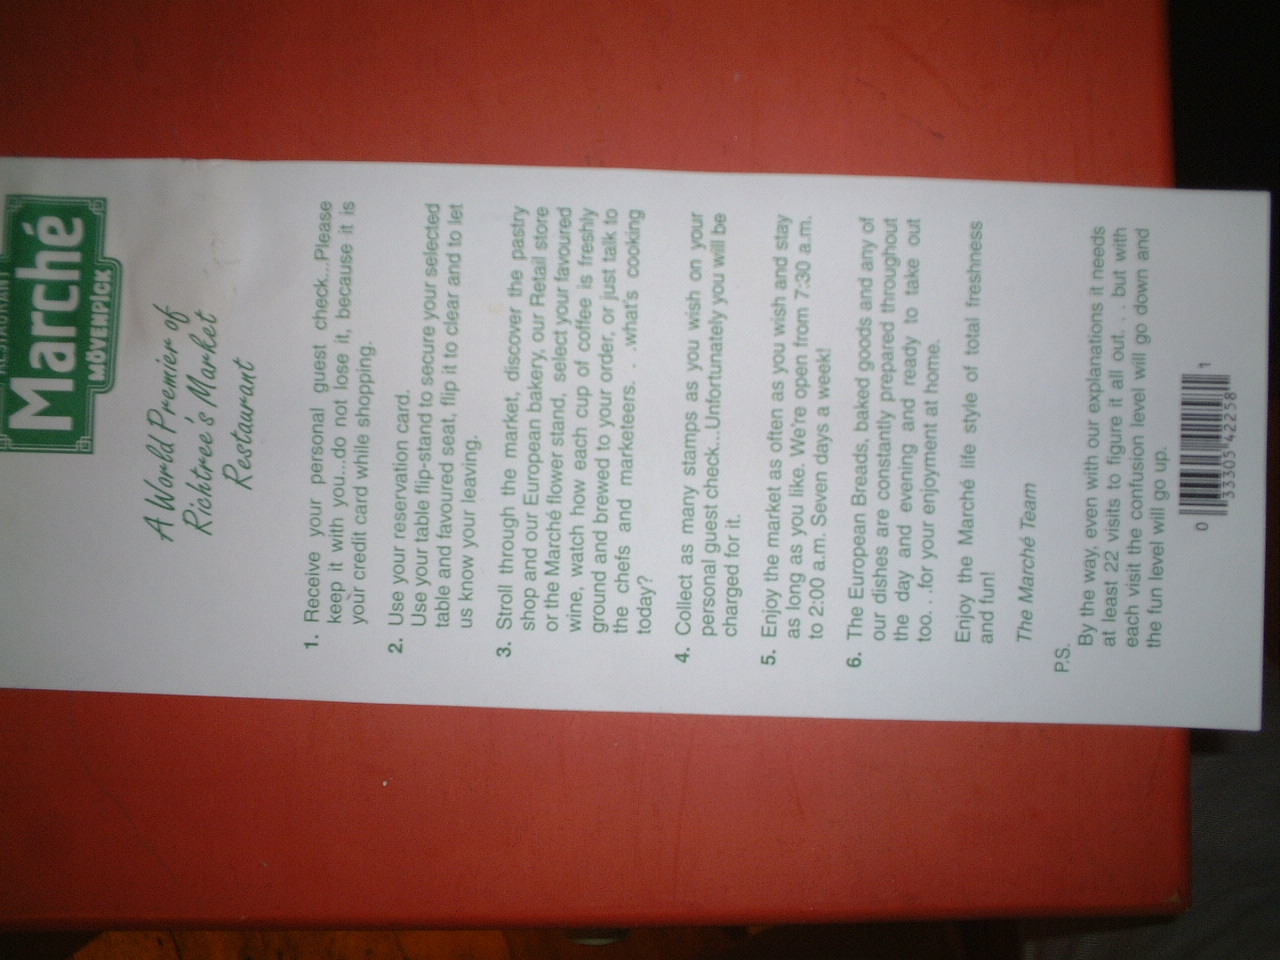 RESTAURANT
Marché
MÖVENPICK
A World Premier of
Richtree's Market
Restaurant
1. Receive your personal guest check...Please
keep it with you...do not lose it, because it is
your credit card while shopping.
2. Use your reservation card.
Use your table flip-stand to secure your selected
table and favoured seat, flip it to clear and to let
us know your leaving.
3. Stroll through the market, discover the pastry
shop and our European bakery, our Retail store
or the Marché flower stand, select your favoured
wine, watch how each cup of coffee is freshly
ground and brewed to your order, or just talk to
the chefs and marketeers. . .what's cooking
today?
4. Collect as many stamps as you wish on your
personal guest check...Unfortunately you will be
charged for it.
5. Enjoy the market as often as you wish and stay
as long as you like. We're open from 7:30 a.m.
to 2:00 a.m. Seven days a week!
6. The European Breads, baked goods and any of
our dishes are constantly prepared throughout
the day and evening and ready to take out
too. . .for your enjoyment at home.
Enjoy the Marché life style of total freshness
and fun!
The Marché Team
P.S.
By the way, even with our explanations it needs
at least 22 visits to figure it all out. . . but with
each visit the confusion level will go down and
the fun level will go up.
0 33305 42258 1